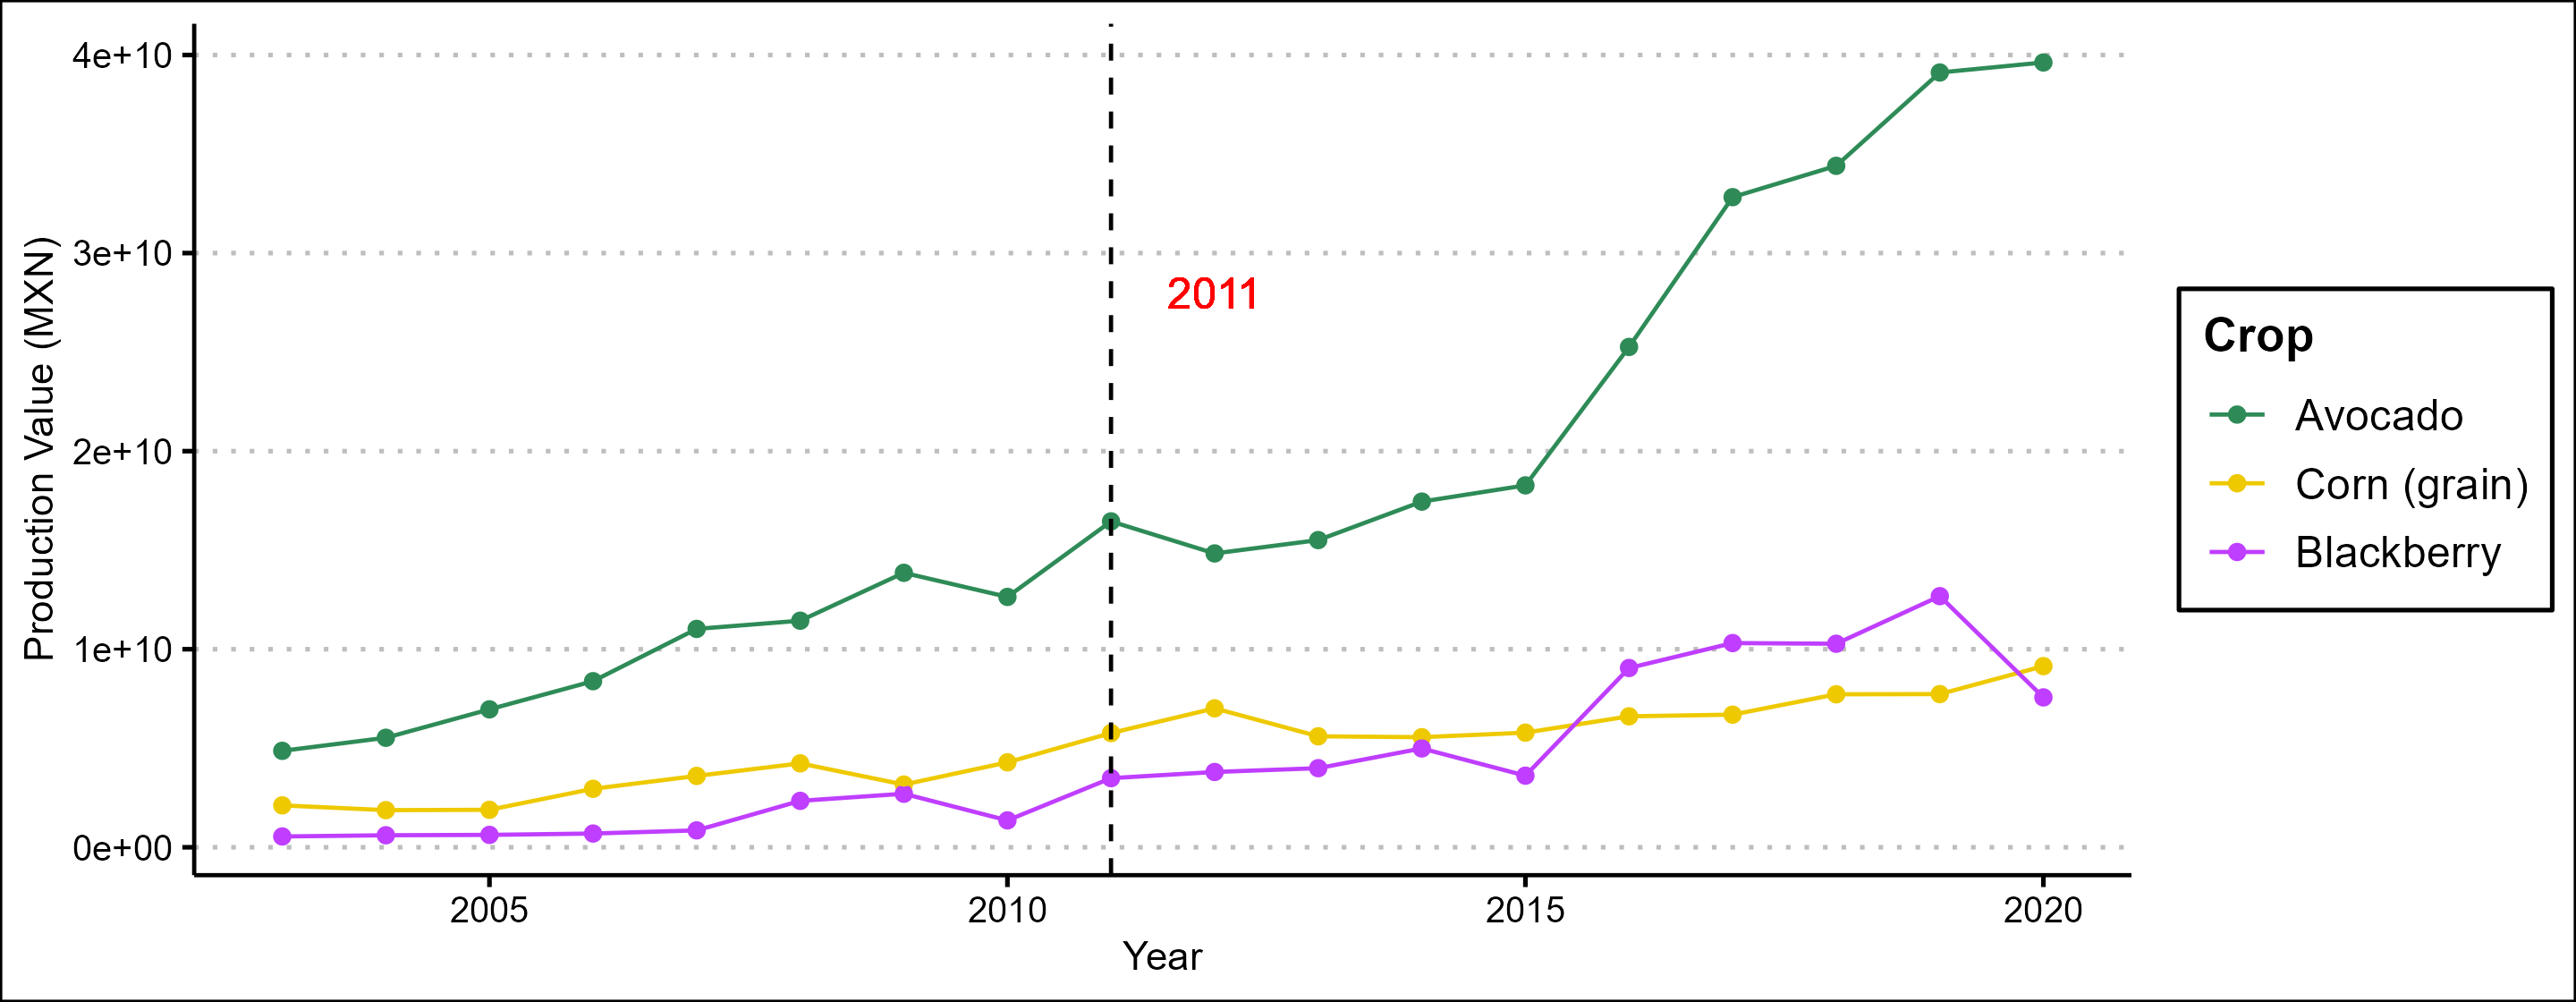 4e+10
3e+10
2e+10
1e+10
0e+00
Production Value (MXN)
2011
2005
2010
2015
2020
Year
Crop
Avocado
Corn (grain)
Blackberry